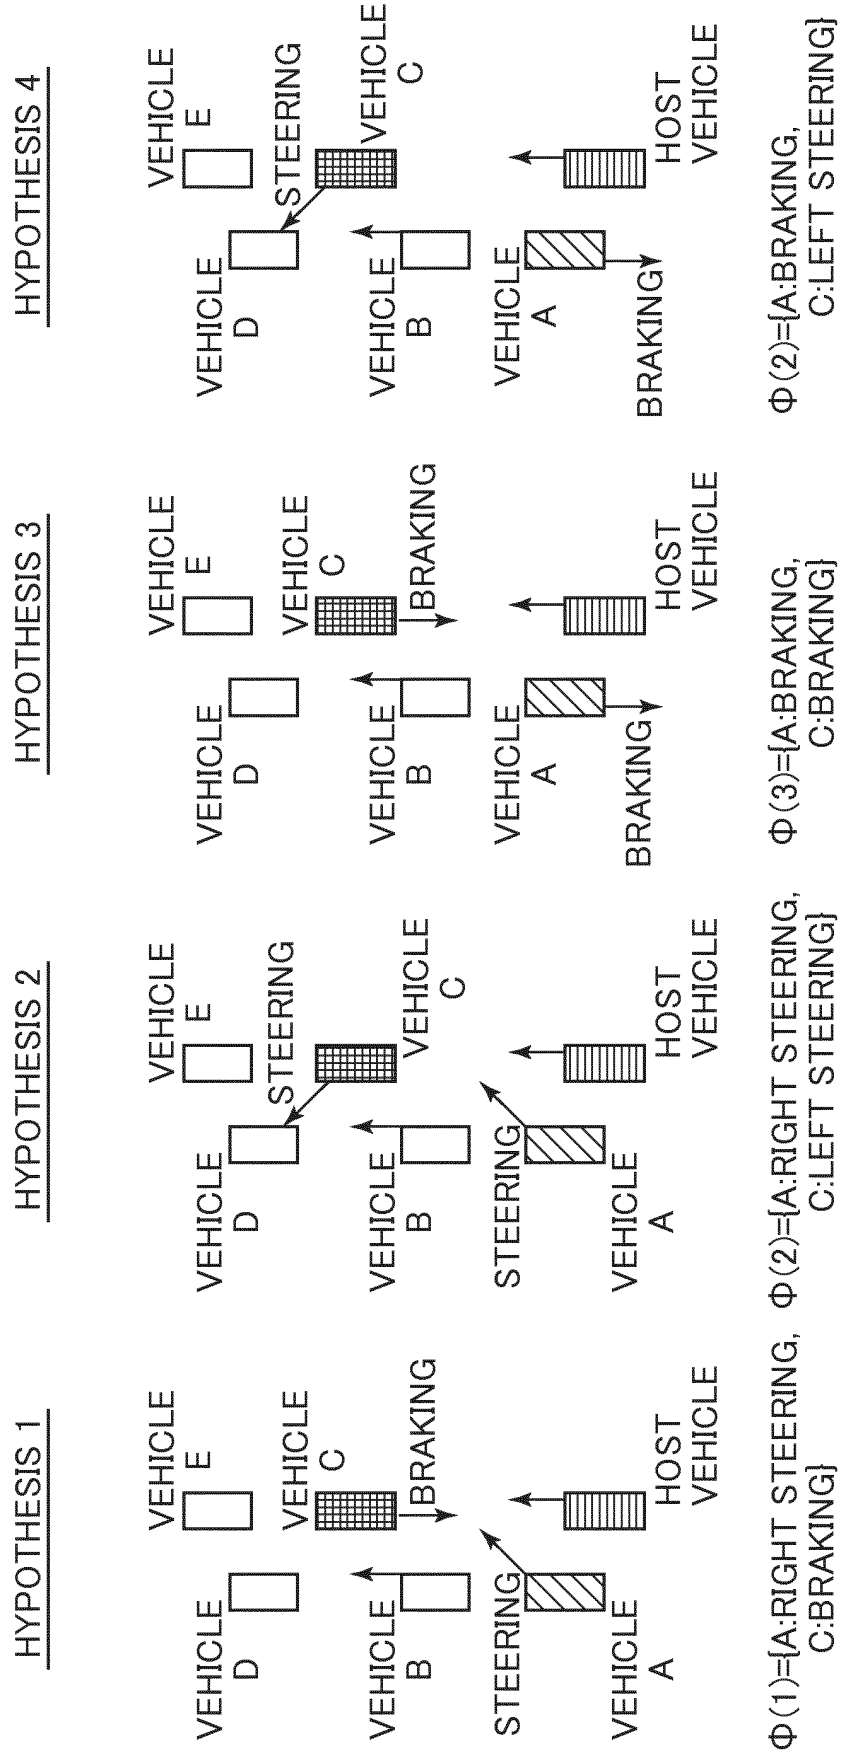 HYPOTHESIS 1
VEHICLE
E
VEHICLE
D
VEHICLE
C
BRAKING
VEHICLE
B
STEERING
VEHICLE
A
HOST
VEHICLE
Φ(1)={A:RIGHT STEERING,
C:BRAKING}
HYPOTHESIS 2
VEHICLE
E
VEHICLE
D
STEERING
VEHICLE
C
VEHICLE
B
STEERING
VEHICLE
A
HOST
VEHICLE
Φ(2)={A:RIGHT STEERING,
C:LEFT STEERING}
HYPOTHESIS 3
VEHICLE
E
VEHICLE
D
VEHICLE
C
BRAKING
VEHICLE
B
VEHICLE
A
BRAKING
HOST
VEHICLE
Φ(3)={A:BRAKING,
C:BRAKING}
HYPOTHESIS 4
VEHICLE
E
VEHICLE
D
STEERING
VEHICLE
C
VEHICLE
B
VEHICLE
A
BRAKING
HOST
VEHICLE
Φ(2)={A:BRAKING,
C:LEFT STEERING}